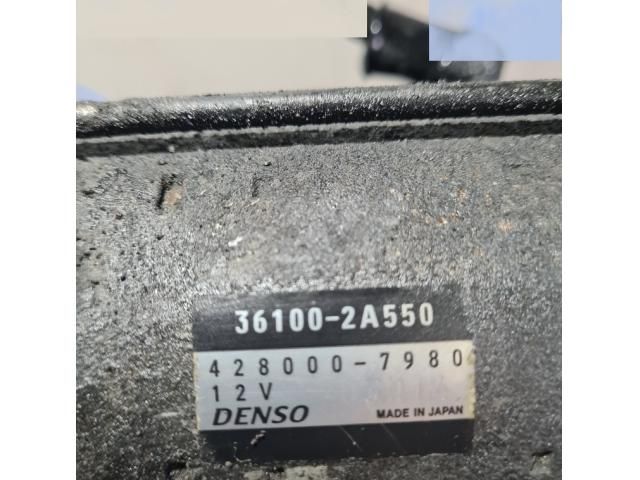 36100-2A550
428000-7980
12V
DENSO MADE IN JAPAN